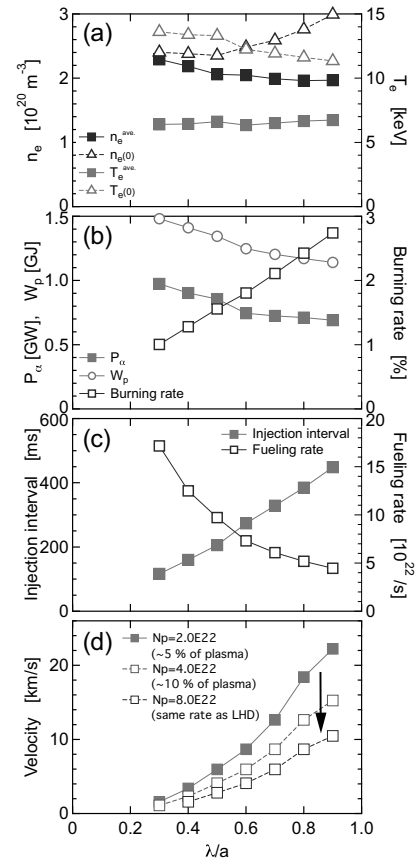 (a)
3
2
1
0
n_e [10^20 m^-3]
15
10
5
0
T_e [keV]
n_e^ave.
n_e(0)
T_e^ave.
T_e(0)
(b)
1.5
1.0
0.5
0
P_α [GW], W_p [GJ]
3
2
1
0
Burning rate [%]
P_α
W_p
Burning rate
(c)
600
400
200
0
Injection interval [ms]
20
15
10
5
0
Fueling rate [10^22 /s]
Injection interval
Fueling rate
(d)
20
10
0
Velocity [km/s]
Np=2.0E22
(~5 % of plasma)
Np=4.0E22
(~10 % of plasma)
Np=8.0E22
(same rate as LHD)
0 0.2 0.4 0.6 0.8 1.0
λ/a